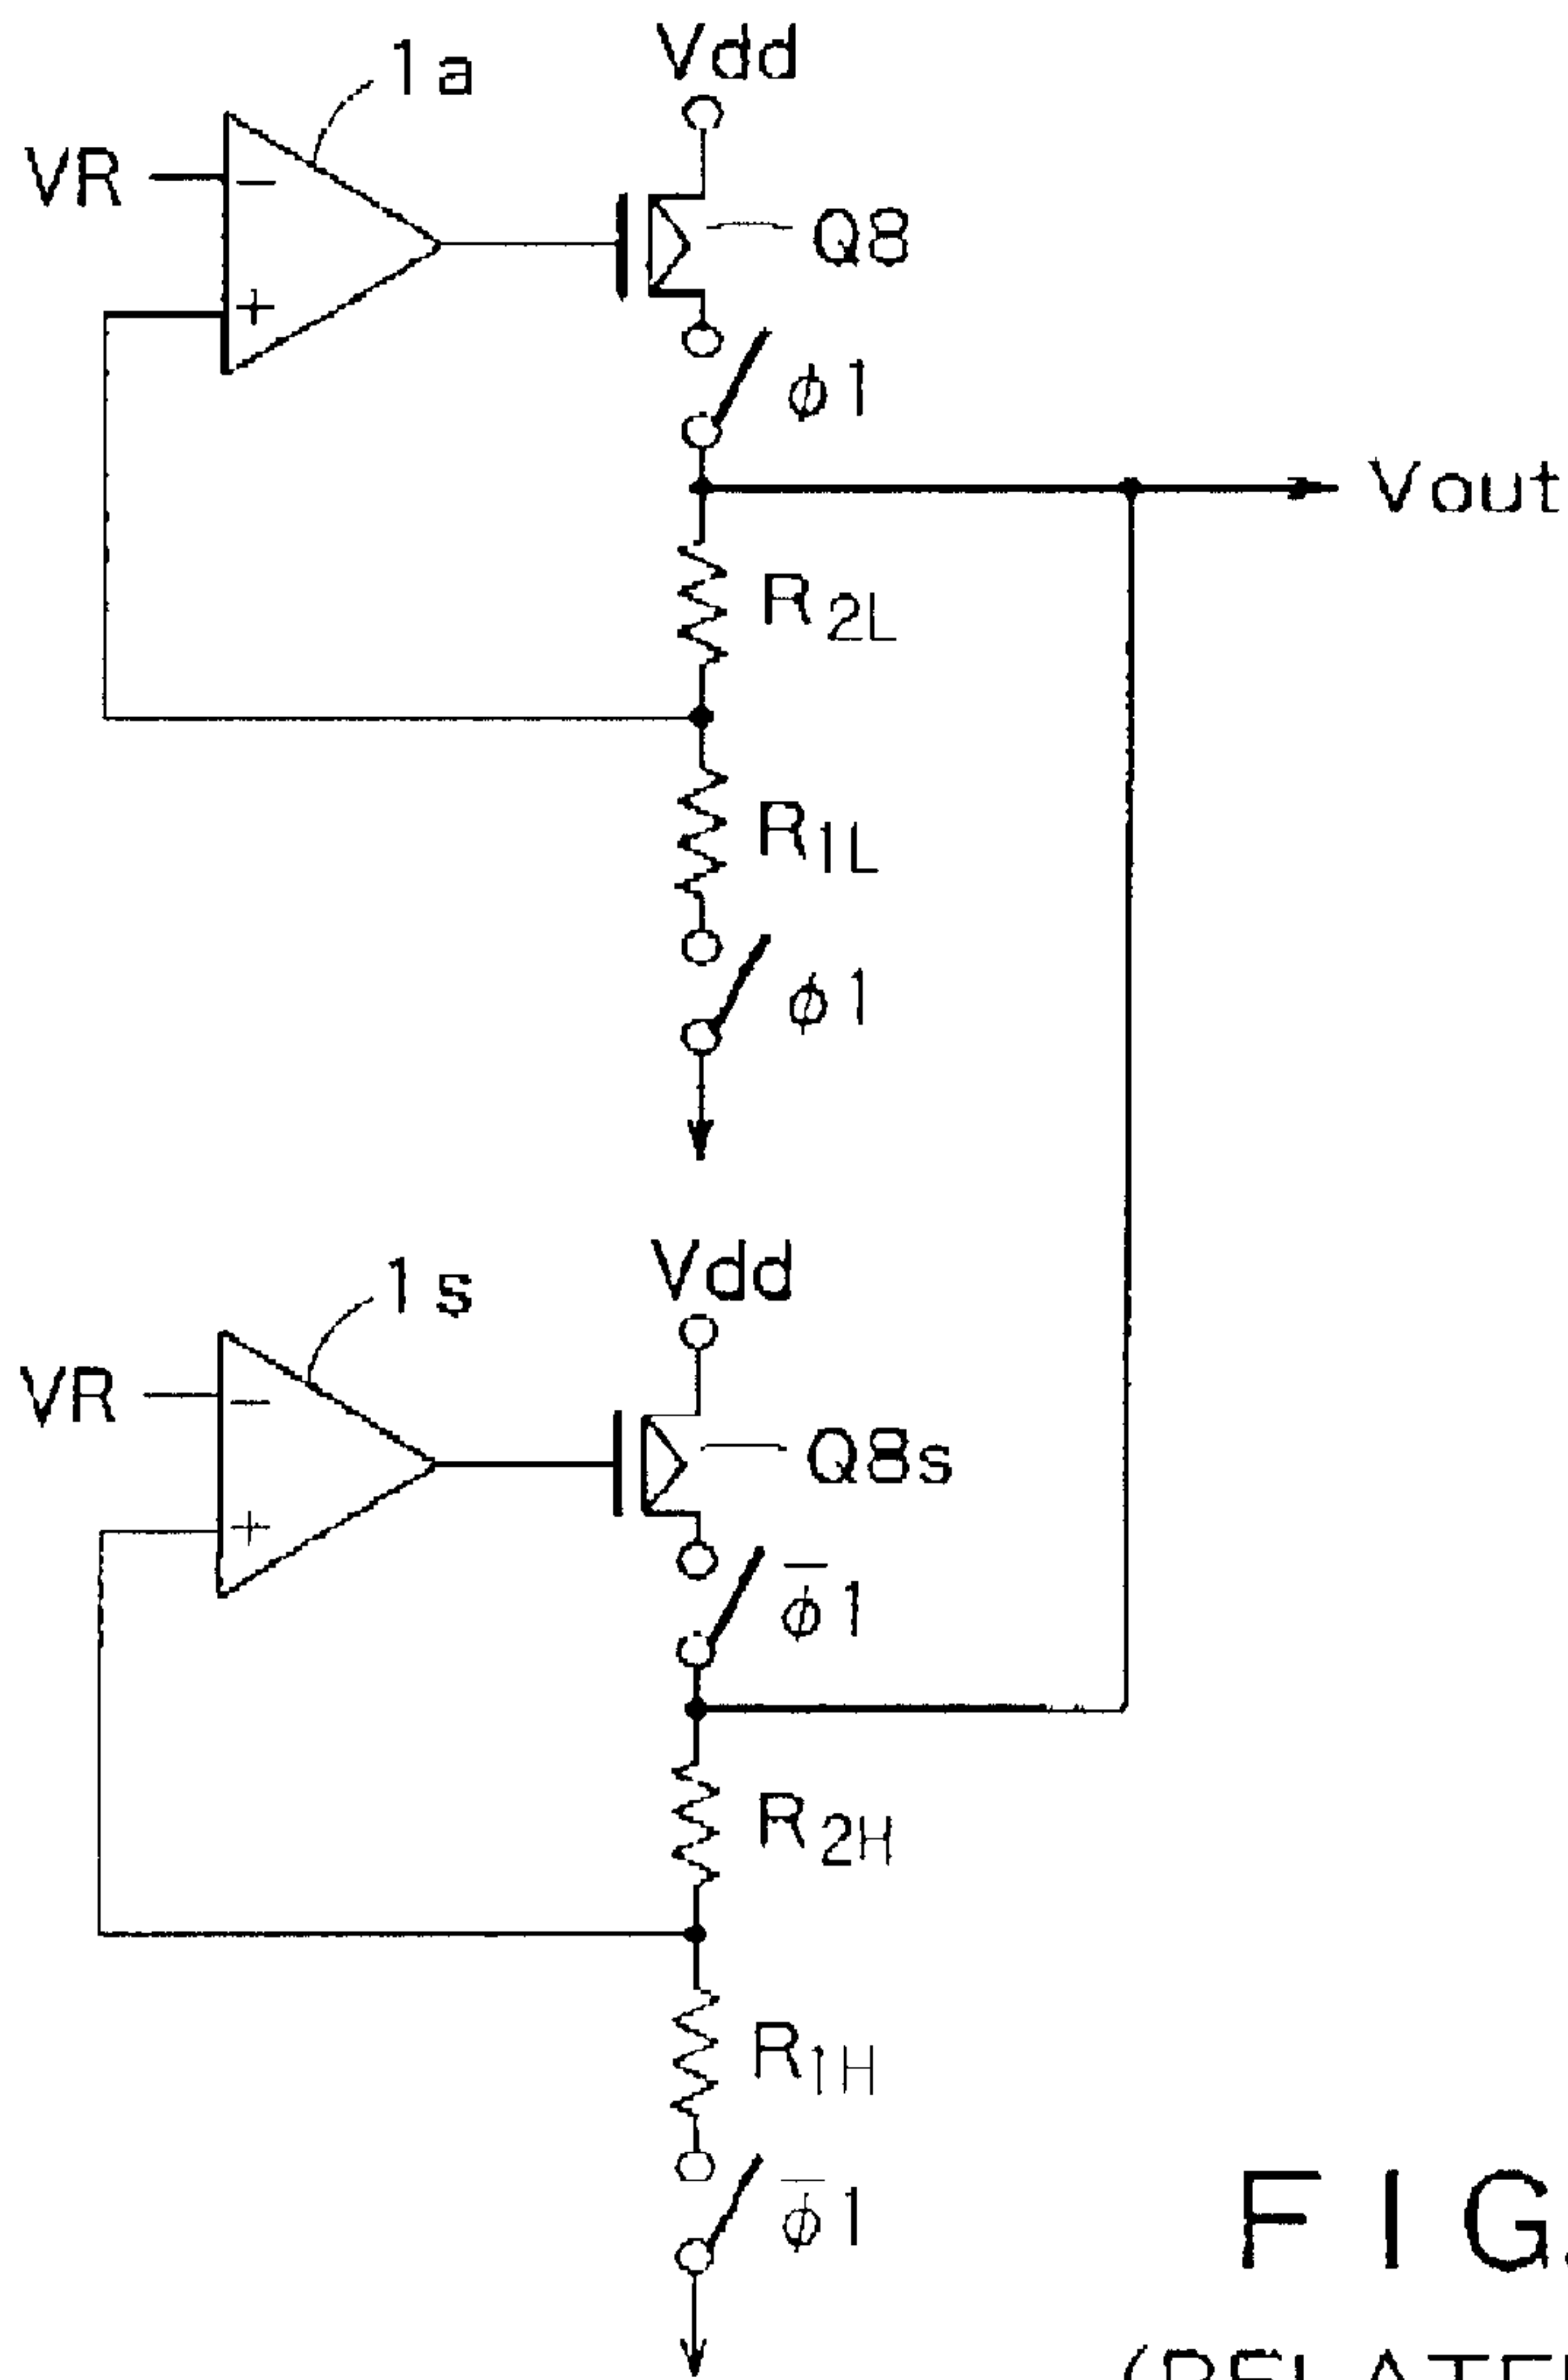 1a
Vdd
VR
−
Q8
+
ϕ1
Vout
R2L
R1L
ϕ1
1s
Vdd
VR
−
Q8s
+
ϕ̄1
R2H
R1H
ϕ̄1
FIG.